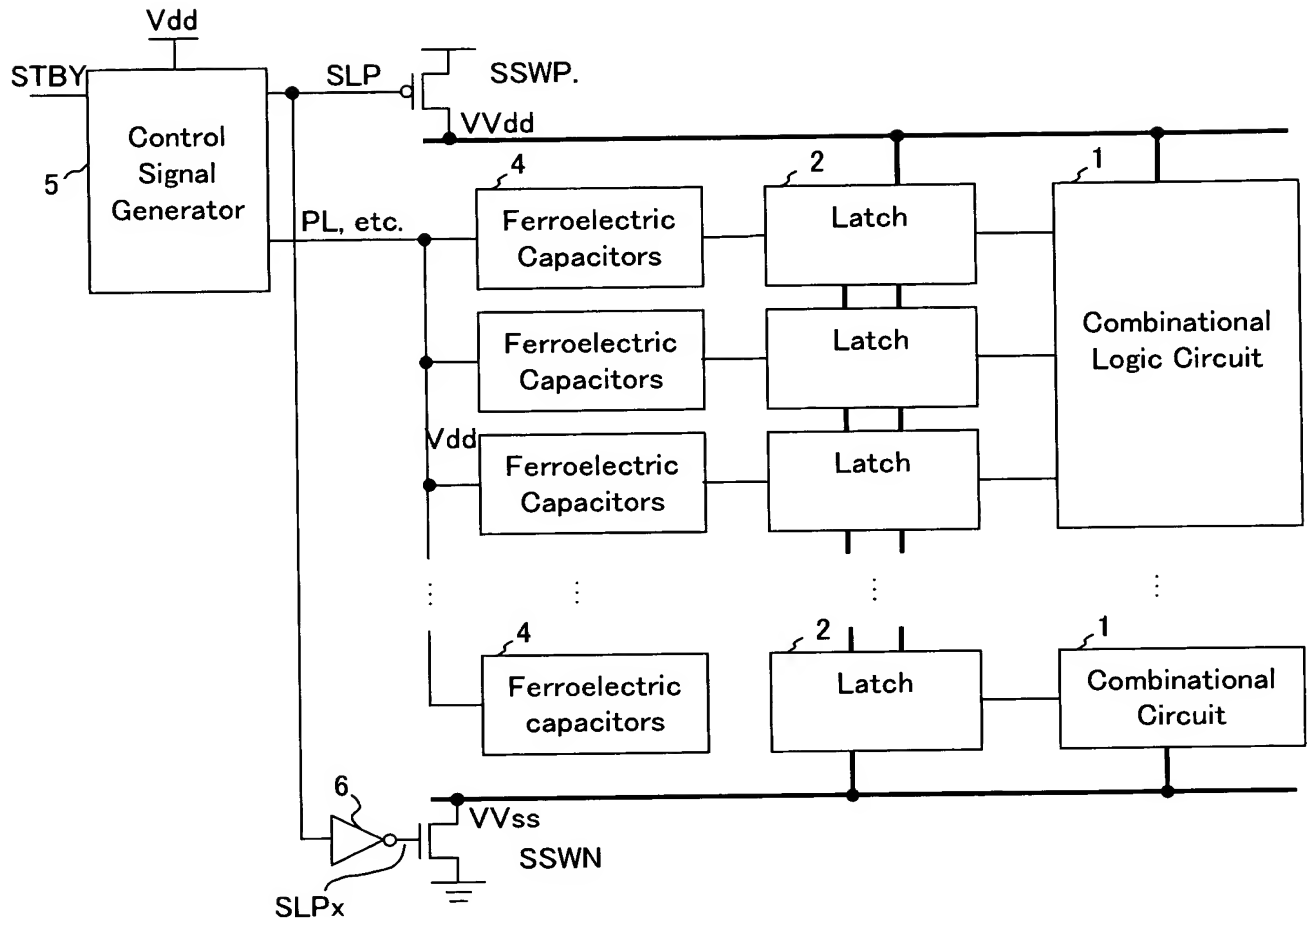 Vdd
STBY
SLP
SSWP.
VVdd
Control
Signal
Generator
5
PL, etc.
4
2
1
Ferroelectric
Capacitors
Latch
Combinational
Logic Circuit
Ferroelectric
Capacitors
Latch
Vdd
Ferroelectric
Capacitors
Latch
4
2
1
Ferroelectric
capacitors
Latch
Combinational
Circuit
6
VVss
SSWN
SLPx